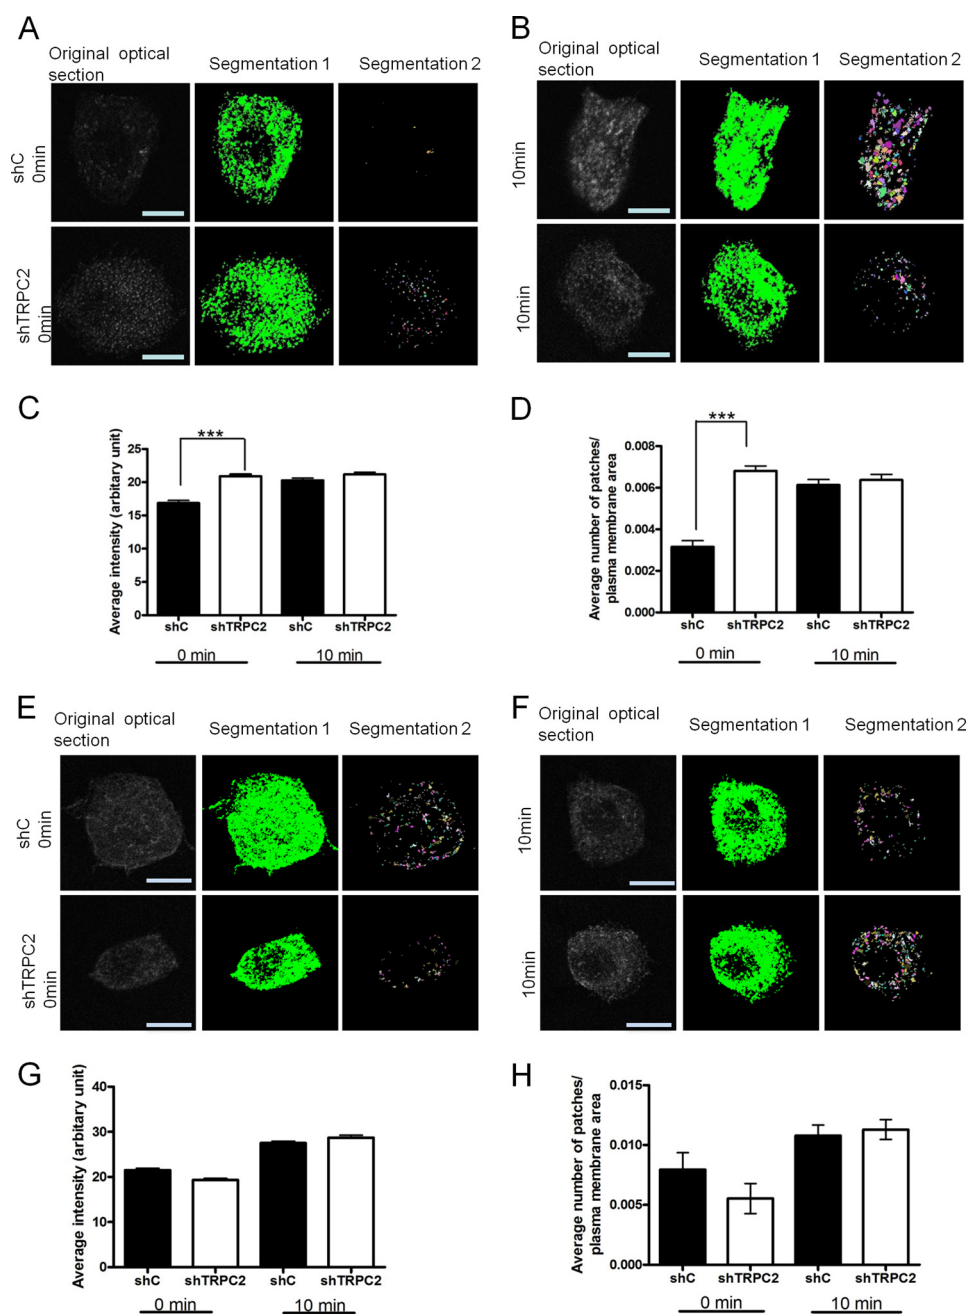 A
Original optical
section
Segmentation 1
Segmentation 2
shC
0min
shTRPC2
0min
B
Original optical
section
Segmentation 1
Segmentation 2
10min
10min
C
Average intensity (arbitary unit)
25
20
15
10
5
0
***
shC
shTRPC2
shC
shTRPC2
0 min
10 min
D
Average number of patches/
plasma membrane area
0.008
0.006
0.004
0.002
0.000
***
shC
shTRPC2
shC
shTRPC2
0 min
10 min
E
Original optical
section
Segmentation 1
Segmentation 2
shC
0min
shTRPC2
0min
F
Original optical
section
Segmentation 1
Segmentation 2
10min
10min
G
Average intensity (arbitary unit)
40
30
20
10
0
shC
shTRPC2
shC
shTRPC2
0 min
10 min
H
Average number of patches/
plasma membrane area
0.015
0.010
0.005
0.000
shC
shTRPC2
shC
shTRPC2
0 min
10 min